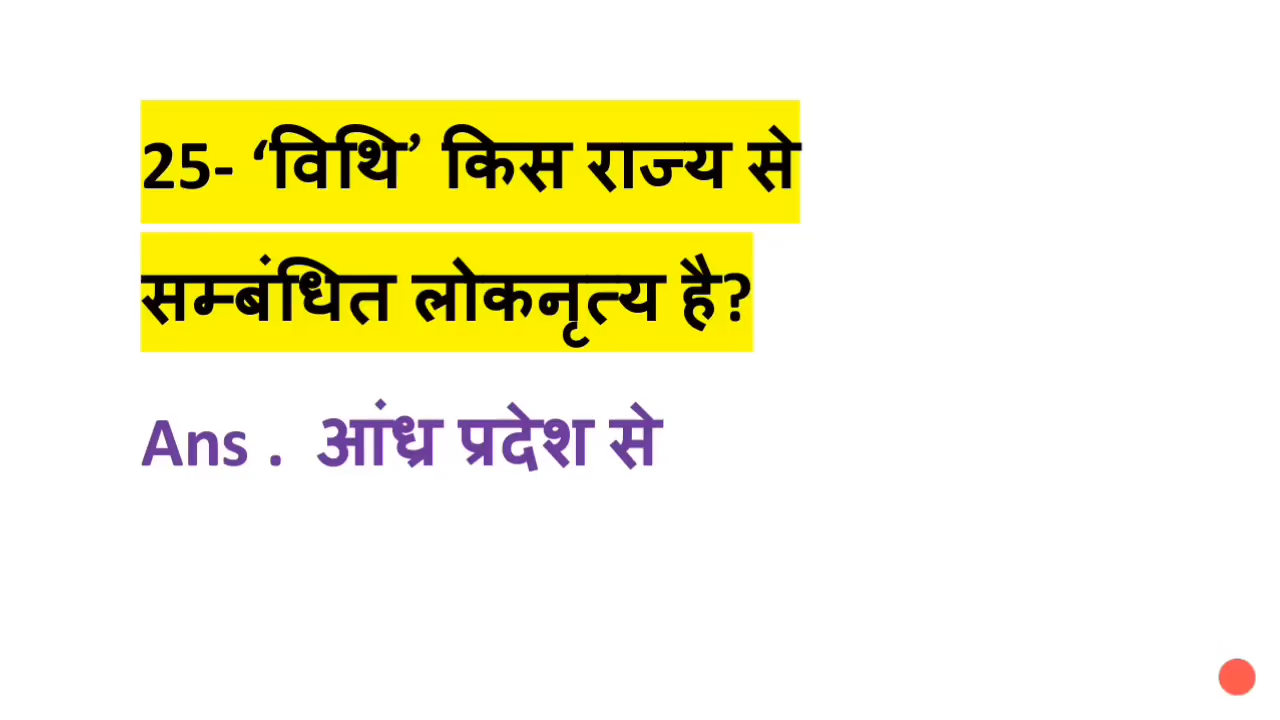 25- ‘विथि’ किस राज्य से
सम्बंधित लोकनृत्य है?
Ans . आंध्र प्रदेश से